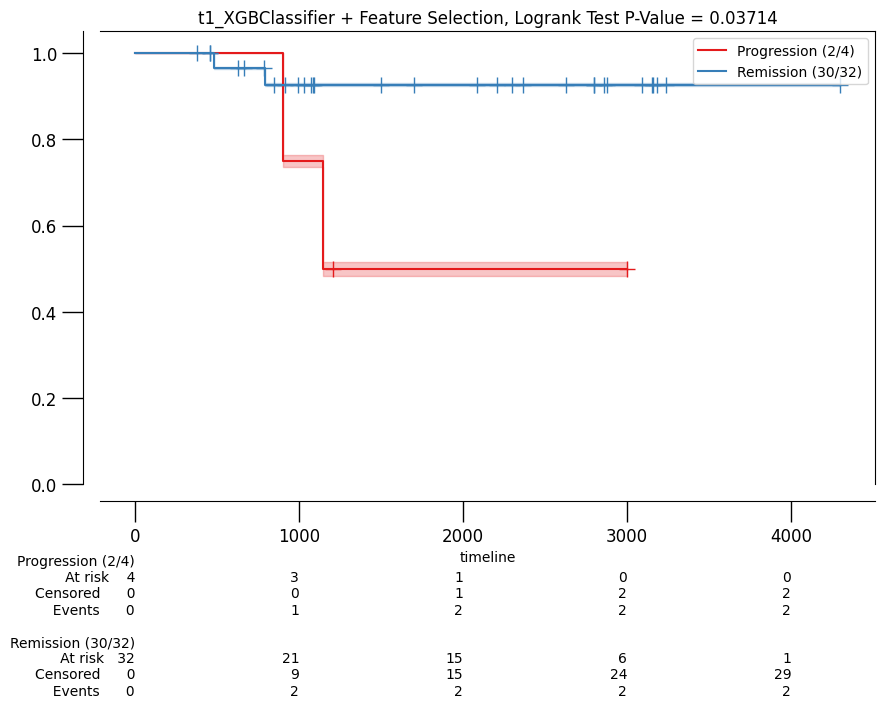 t1_XGBClassifier + Feature Selection, Logrank Test P-Value = 0.03714
Progression (2/4)
Remission (30/32)
1.0
0.8
0.6
0.4
0.2
0.0
0 1000 2000 3000 4000
timeline
Progression (2/4)
At risk 4 3 1 0 0
Censored 0 0 1 2 2
Events 0 1 2 2 2
Remission (30/32)
At risk 32 21 15 6 1
Censored 0 9 15 24 29
Events 0 2 2 2 2